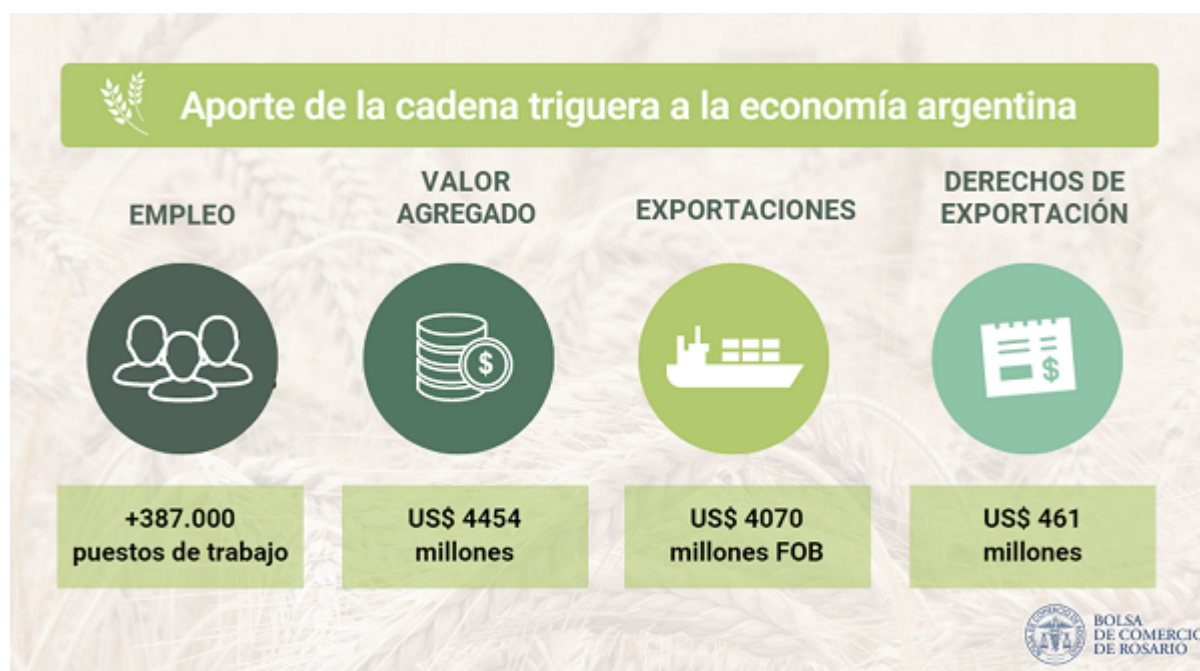 Aporte de la cadena triguera a la economía argentina
EMPLEO
VALOR
AGREGADO
EXPORTACIONES
DERECHOS DE
EXPORTACIÓN
$
$
+387.000
puestos de trabajo
US$ 4454
millones
US$ 4070
millones FOB
US$ 461
millones
BOLSA
DE COMERCIO
DE ROSARIO